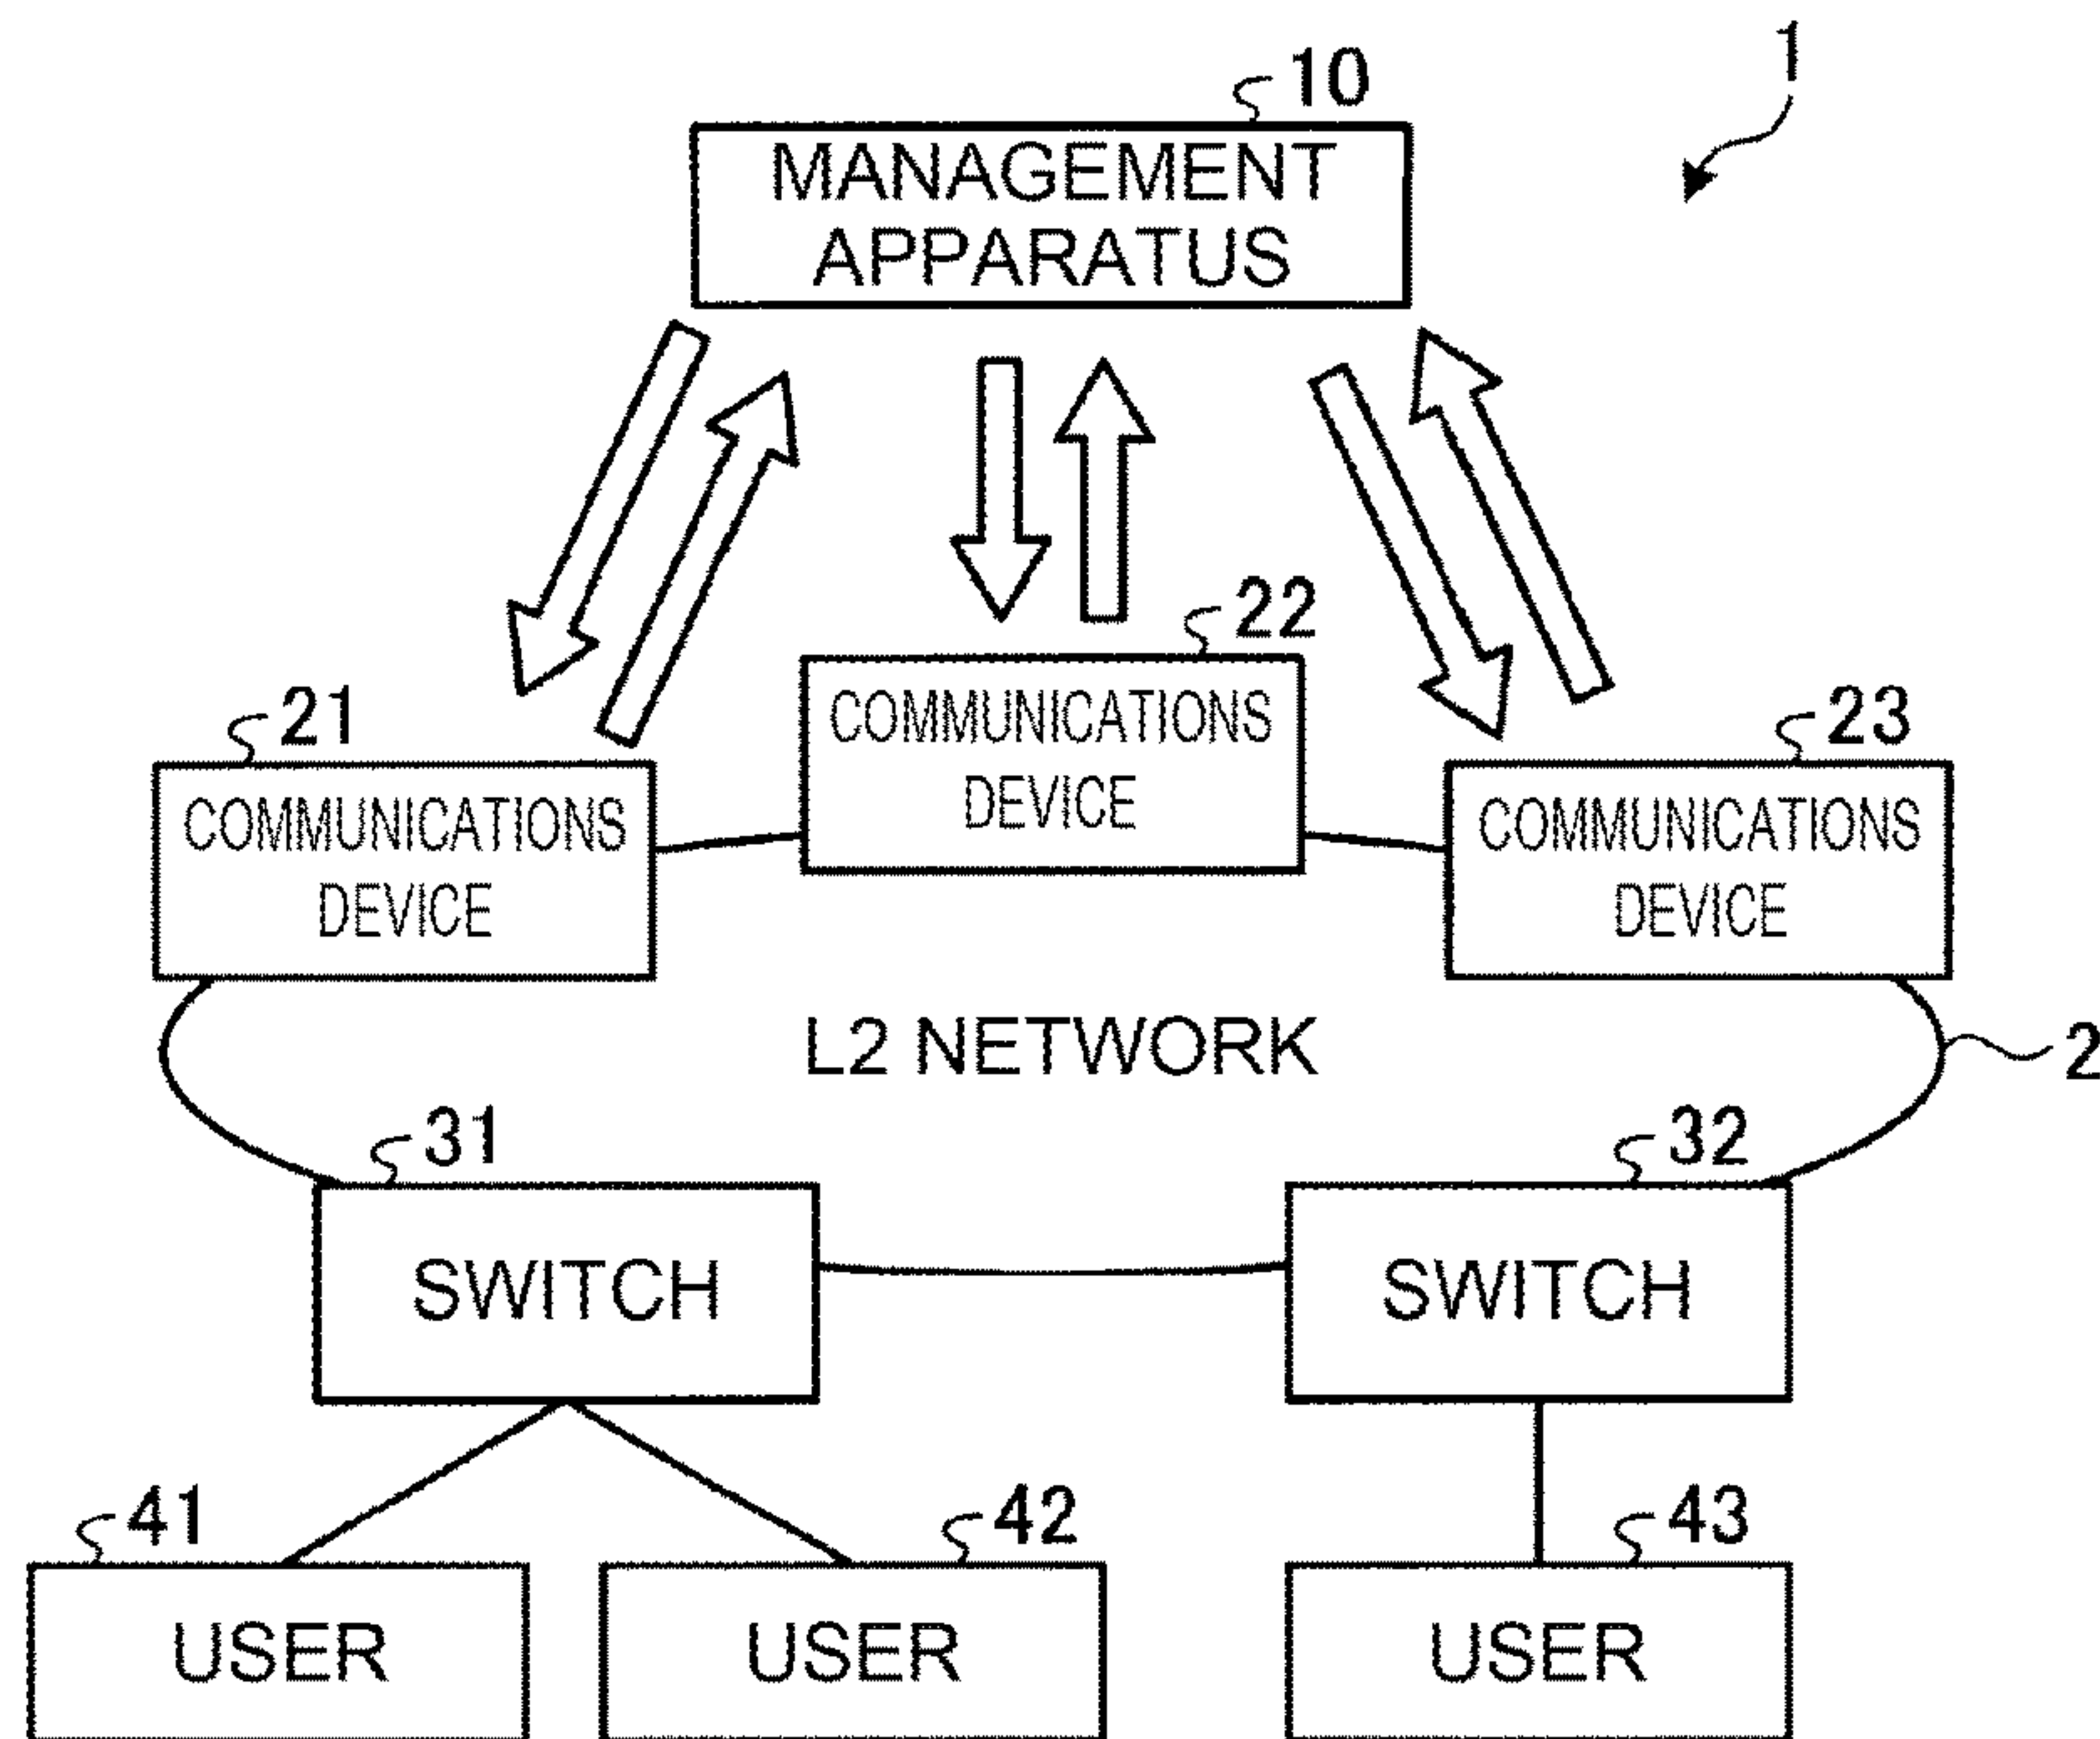 1
10
MANAGEMENT
APPARATUS
22
COMMUNICATIONS
DEVICE
21
COMMUNICATIONS
DEVICE
23
COMMUNICATIONS
DEVICE
L2 NETWORK
2
31
SWITCH
32
SWITCH
41
USER
42
USER
43
USER